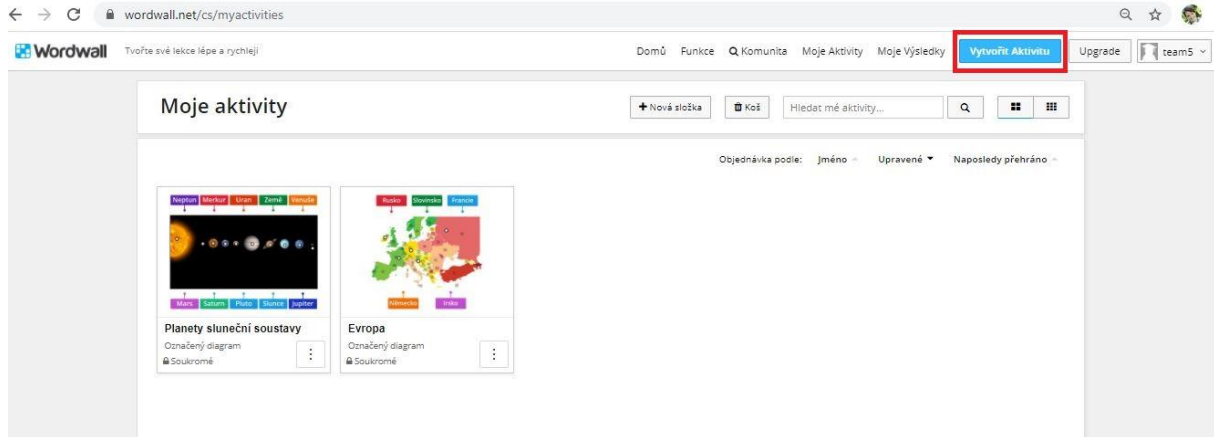 wordwall.net/cs/myactivities
Wordwall Tvořte své lekce lépe a rychleji Domů Funkce Komunita Moje Aktivity Moje Výsledky Vytvořit Aktivitu Upgrade team5
Moje aktivity + Nová složka Koš Hledat mé aktivity...
Objednávka podle: Jméno Upravené Naposledy přehráno
Neptun Merkur Uran Země Venuše
Mars Saturn Pluto Slunce Jupiter
Planety sluneční soustavy
Označený diagram
Soukromé
Rusko Slovinsko Francie
Německo Irsko
Evropa
Označený diagram
Soukromé